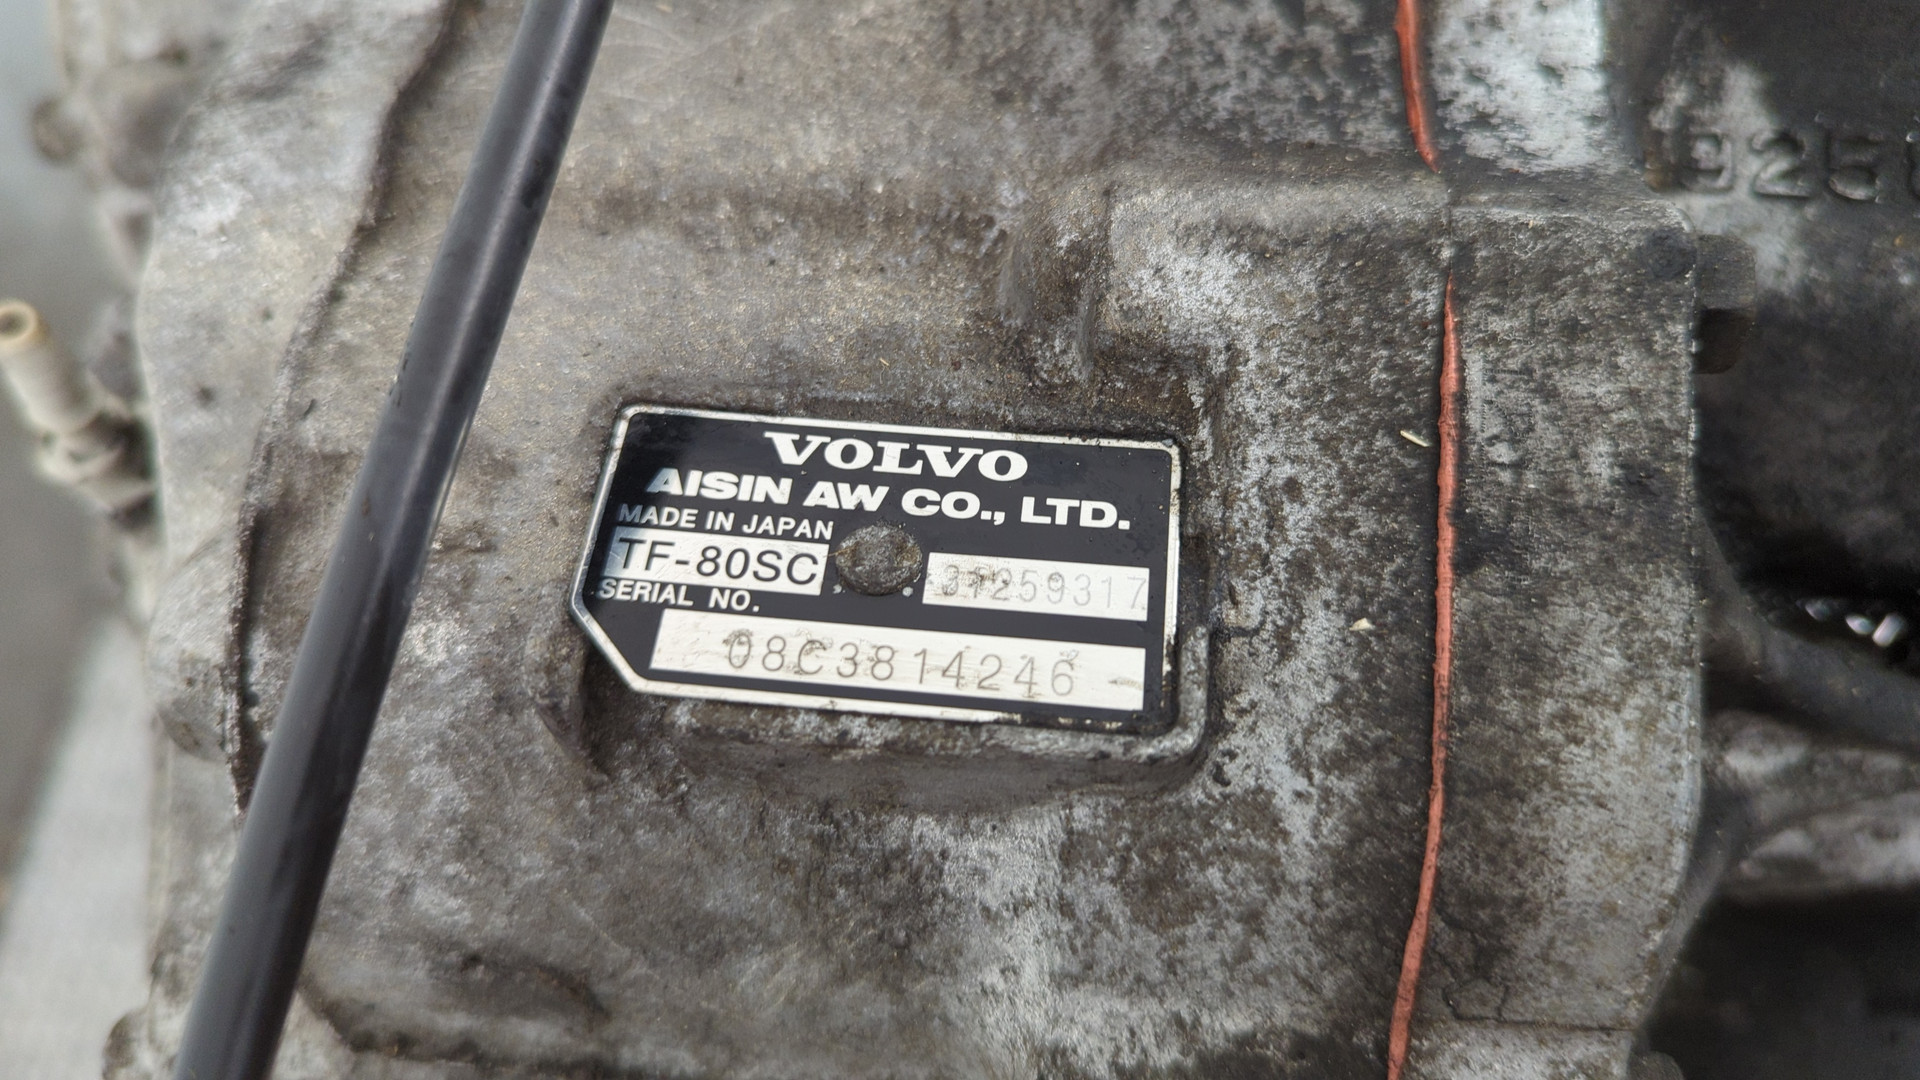 VOLVO
AISIN AW CO., LTD.
MADE IN JAPAN
TF-80SC
SERIAL NO.
08C3814246